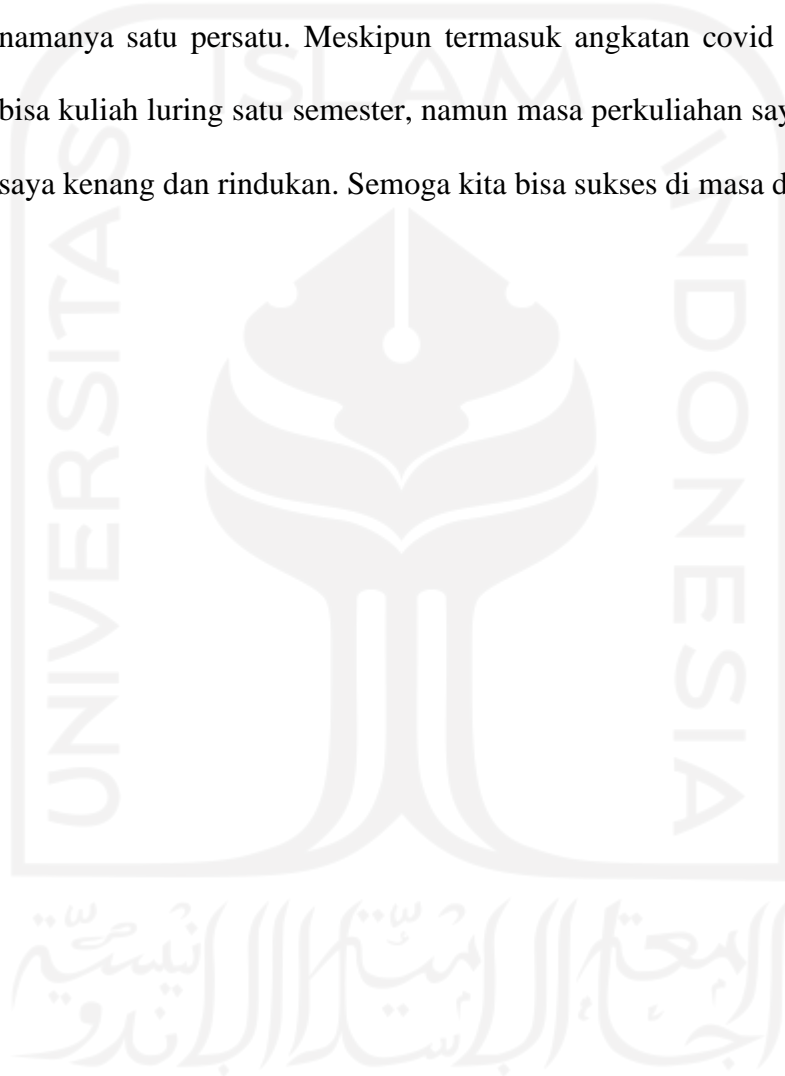 namanya satu persatu. Meskipun termasuk angkatan covid
bisa kuliah luring satu semester, namun masa perkuliahan say
saya kenang dan rindukan. Semoga kita bisa sukses di masa d
ISLAM
UNIVERSITAS
INDONESIA